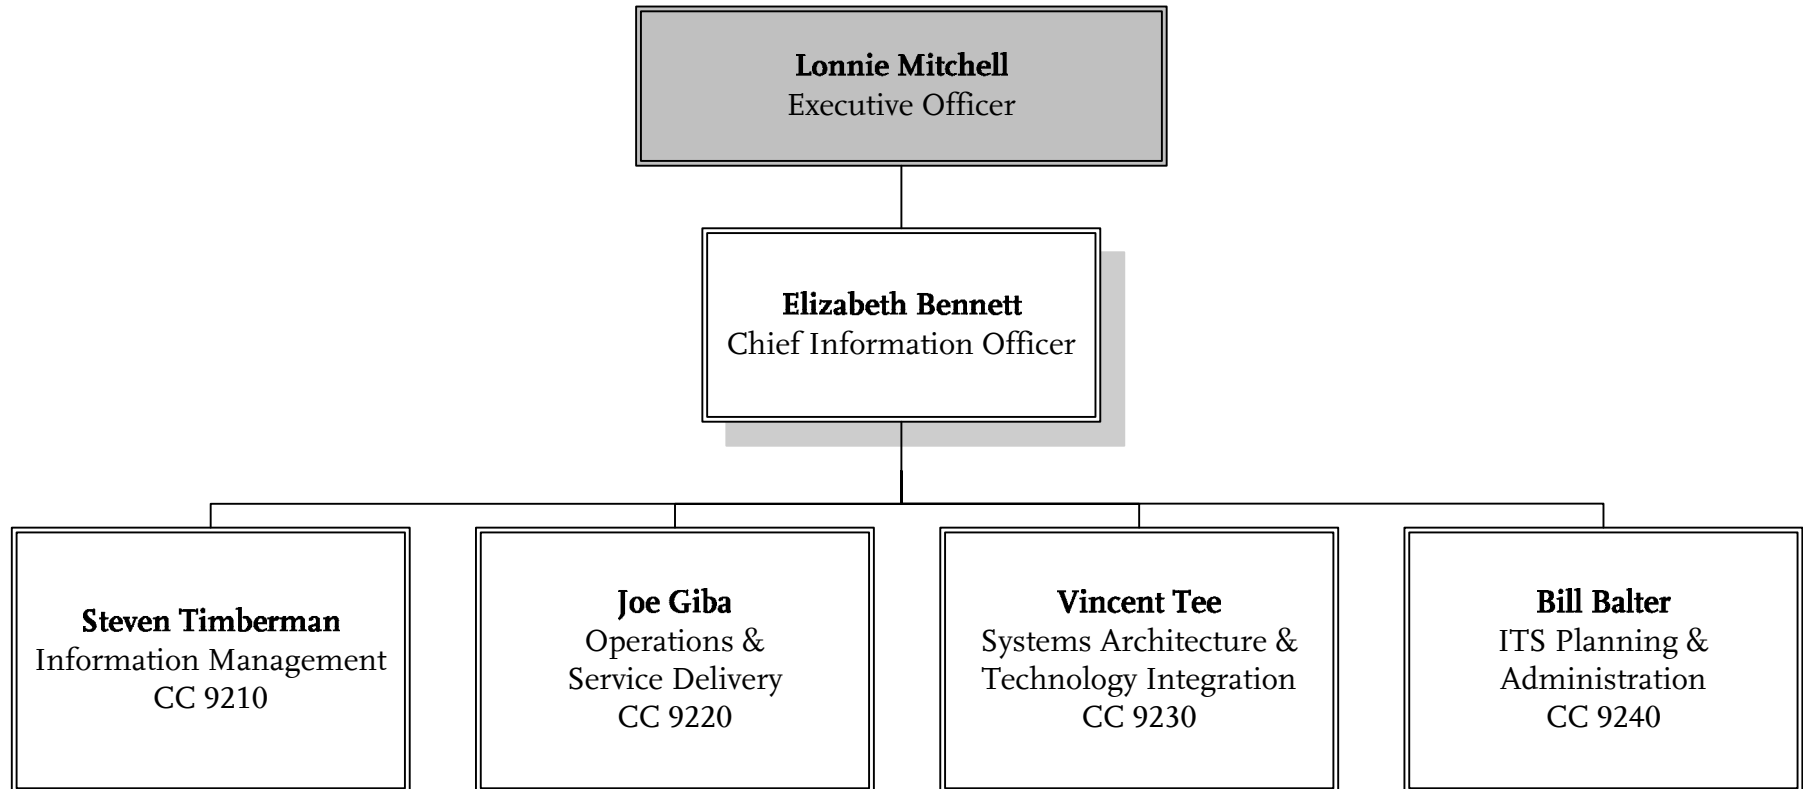 Lonnie Mitchell
Executive Officer
Elizabeth Bennett
Chief Information Officer
Steven Timberman
Information Management
CC 9210
Joe Giba
Operations &
Service Delivery
CC 9220
Vincent Tee
Systems Architecture &
Technology Integration
CC 9230
Bill Balter
ITS Planning &
Administration
CC 9240